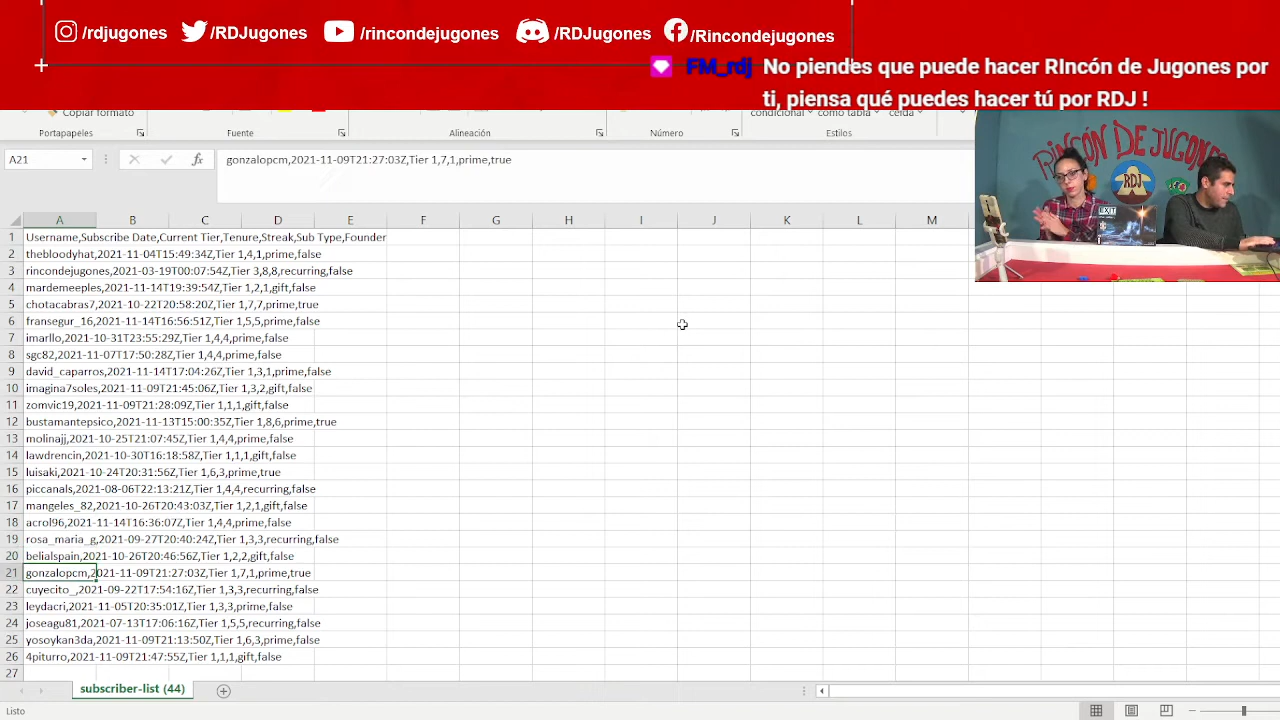 /rdjugones /RDJugones /rincondejugones /RDJugones /Rincondejugones
FM_rdj No piendes que puede hacer RIncón de Jugones por
ti, piensa qué puedes hacer tú por RDJ !
Copiar formato
condicional como tabla celda
Portapapeles Fuente Alineación Número Estilos
A21 fx gonzalopcm,2021-11-09T21:27:03Z,Tier 1,7,1,prime,true
RINCÓN DE JUGONES
RDJ
EXIT
A B C D E F G H I J K L M
1 Username,Subscribe Date,Current Tier,Tenure,Streak,Sub Type,Founder
2 thebloodyhat,2021-11-04T15:49:34Z,Tier 1,4,1,prime,false
3 rincondejugones,2021-03-19T00:07:54Z,Tier 3,8,8,recurring,false
4 mardemeeples,2021-11-14T19:39:54Z,Tier 1,2,1,gift,false
5 chotacabras7,2021-10-22T20:58:20Z,Tier 1,7,7,prime,true
6 fransegur_16,2021-11-14T16:56:51Z,Tier 1,5,5,prime,false
7 imarllo,2021-10-31T23:55:29Z,Tier 1,4,4,prime,false
8 sgc82,2021-11-07T17:50:28Z,Tier 1,4,4,prime,false
9 david_caparros,2021-11-14T17:04:26Z,Tier 1,3,1,prime,false
10 imagina7soles,2021-11-09T21:45:06Z,Tier 1,3,2,gift,false
11 zomvic19,2021-11-09T21:28:09Z,Tier 1,1,1,gift,false
12 bustamantepsico,2021-11-13T15:00:35Z,Tier 1,8,6,prime,true
13 molinajj,2021-10-25T21:07:45Z,Tier 1,4,4,prime,false
14 lawdrencin,2021-10-30T16:18:58Z,Tier 1,1,1,gift,false
15 luisaki,2021-10-24T20:31:56Z,Tier 1,6,3,prime,true
16 piccanals,2021-08-06T22:13:21Z,Tier 1,4,4,recurring,false
17 mangeles_82,2021-10-26T20:43:03Z,Tier 1,2,1,gift,false
18 acrol96,2021-11-14T16:36:07Z,Tier 1,4,4,prime,false
19 rosa_maria_g,2021-09-27T20:40:24Z,Tier 1,3,3,recurring,false
20 belialspain,2021-10-26T20:46:56Z,Tier 1,2,2,gift,false
21 gonzalopcm,2021-11-09T21:27:03Z,Tier 1,7,1,prime,true
22 cuyecito_,2021-09-22T17:54:16Z,Tier 1,3,3,recurring,false
23 leydacri,2021-11-05T20:35:01Z,Tier 1,3,3,prime,false
24 joseagu81,2021-07-13T17:06:16Z,Tier 1,5,5,recurring,false
25 yosoykan3da,2021-11-09T21:13:50Z,Tier 1,6,3,prime,false
26 4piturro,2021-11-09T21:47:55Z,Tier 1,1,1,gift,false
27
subscriber-list (44)
Listo